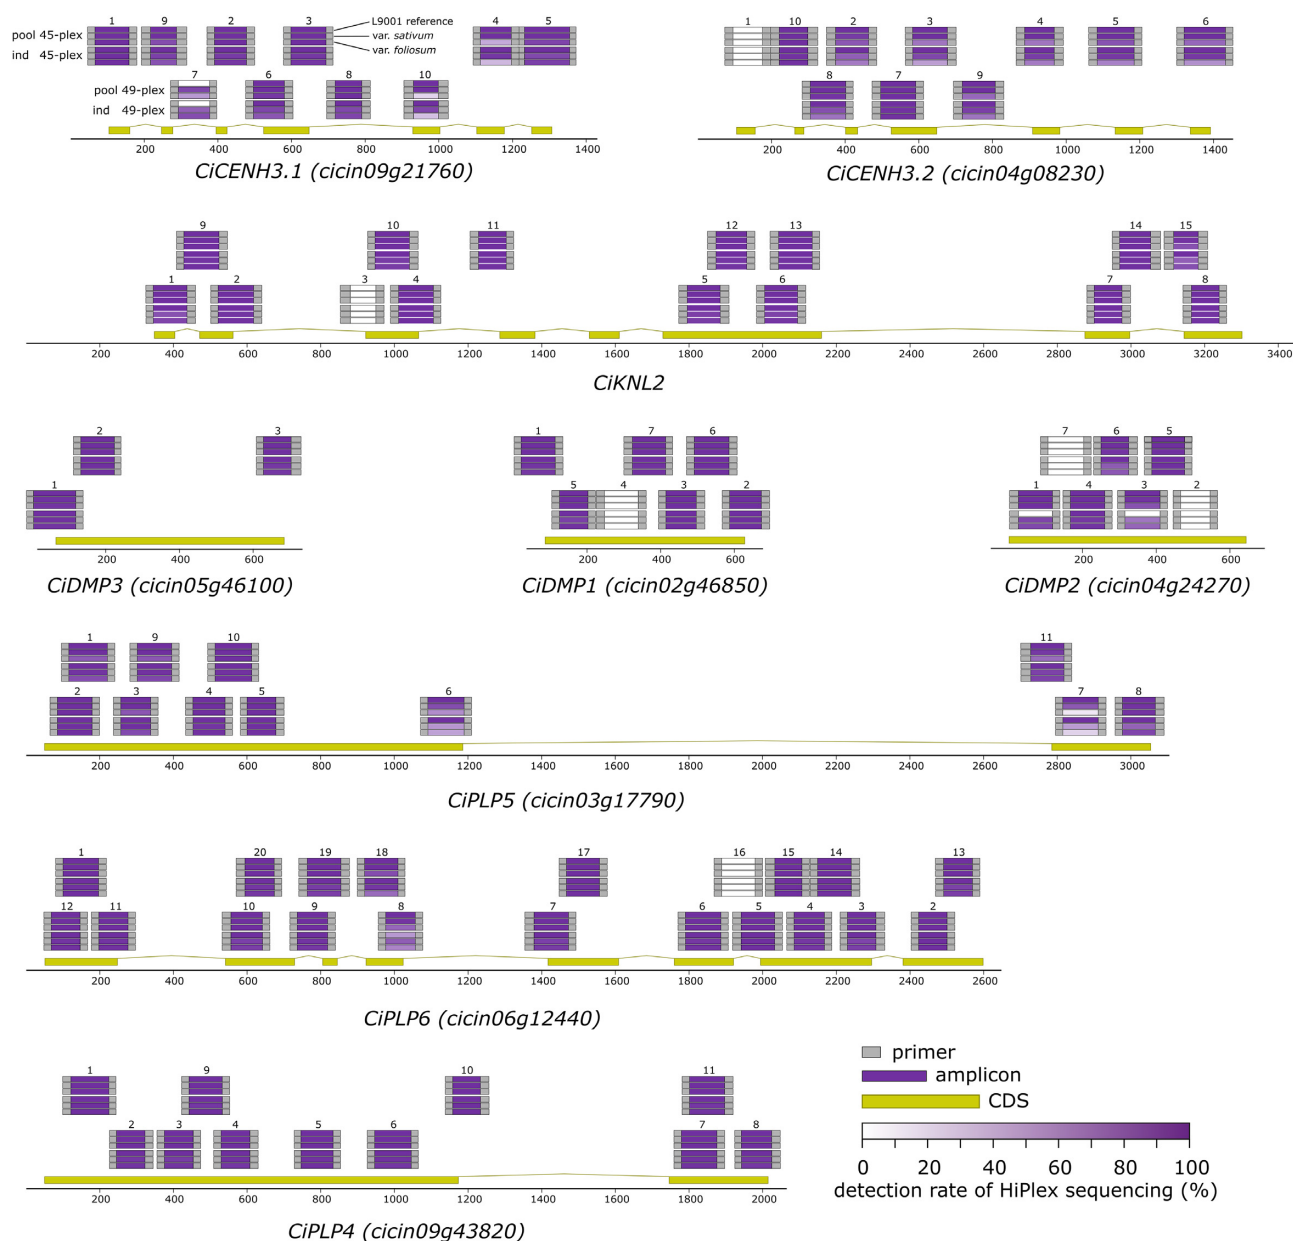 1 9 2 3 L9001 reference 4 5
pool 45-plex var. sativum
ind 45-plex var. foliosum
7 6 8 10
pool 49-plex
ind 49-plex
200 400 600 800 1000 1200 1400
CiCENH3.1 (cicin09g21760)
1 10 2 3 4 5 6
8 7 9
200 400 600 800 1000 1200 1400
CiCENH3.2 (cicin04g08230)
9 10 11 12 13 14 15
1 2 3 4 5 6 7 8
200 400 600 800 1000 1200 1400 1600 1800 2000 2200 2400 2600 2800 3000 3200 3400
CiKNL2
2 3
1
200 400 600
CiDMP3 (cicin05g46100)
1 7 6
5 4 3 2
200 400 600
CiDMP1 (cicin02g46850)
7 6 5
1 4 3 2
200 400 600
CiDMP2 (cicin04g24270)
1 9 10 11
2 3 4 5 6 7 8
200 400 600 800 1000 1200 1400 1600 1800 2000 2200 2400 2600 2800 3000
CiPLP5 (cicin03g17790)
1 20 19 18 17 16 15 14 13
12 11 10 9 8 7 6 5 4 3 2
200 400 600 800 1000 1200 1400 1600 1800 2000 2200 2400 2600
CiPLP6 (cicin06g12440)
1 9 10 11
2 3 4 5 6 7 8
200 400 600 800 1000 1200 1400 1600 1800 2000
CiPLP4 (cicin09g43820)
primer
amplicon
CDS
0 20 40 60 80 100
detection rate of HiPlex sequencing (%)